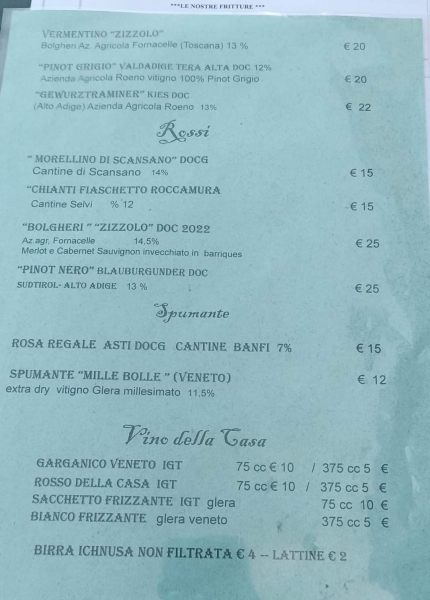 ***LE NOSTRE FRITTURE ***
VERMENTINO "ZIZZOLO"
Bolgheri Az. Agricola Fornacelle (Toscana) 13 % € 20
"PINOT GRIGIO" VALDADIGE TERA ALTA DOC 12%
Azienda Agricola Roeno vitigno 100% Pinot Grigio € 20
"GEWURZTRAMINER" KIES DOC
(Alto Adige) Azienda Agricola Roeno 13% € 22
Rossi
" MORELLINO DI SCANSANO" DOCG
Cantine di Scansano 14% € 15
"CHIANTI FIASCHETTO ROCCAMURA
Cantine Selvi % 12 € 15
"BOLGHERI " "ZIZZOLO" DOC 2022
Az agr. Fornacelle 14,5% € 25
Merlot e Cabernet Sauvignon invecchiato in barriques
"PINOT NERO" BLAUBURGUNDER DOC
SUDTIROL- ALTO ADIGE 13 % € 25
Spumante
ROSA REGALE ASTI DOCG CANTINE BANFI 7% € 15
SPUMANTE "MILLE BOLLE " (VENETO) € 12
extra dry vitigno Glera millesimato 11,5%
Vino della Casa
GARGANICO VENETO IGT 75 cc € 10 / 375 cc 5 €
ROSSO DELLA CASA IGT 75 cc € 10 / 375 cc 5 €
SACCHETTO FRIZZANTE IGT glera 75 cc 10 €
BIANCO FRIZZANTE glera veneto 375 cc 5 €
BIRRA ICHNUSA NON FILTRATA € 4 -- LATTINE € 2